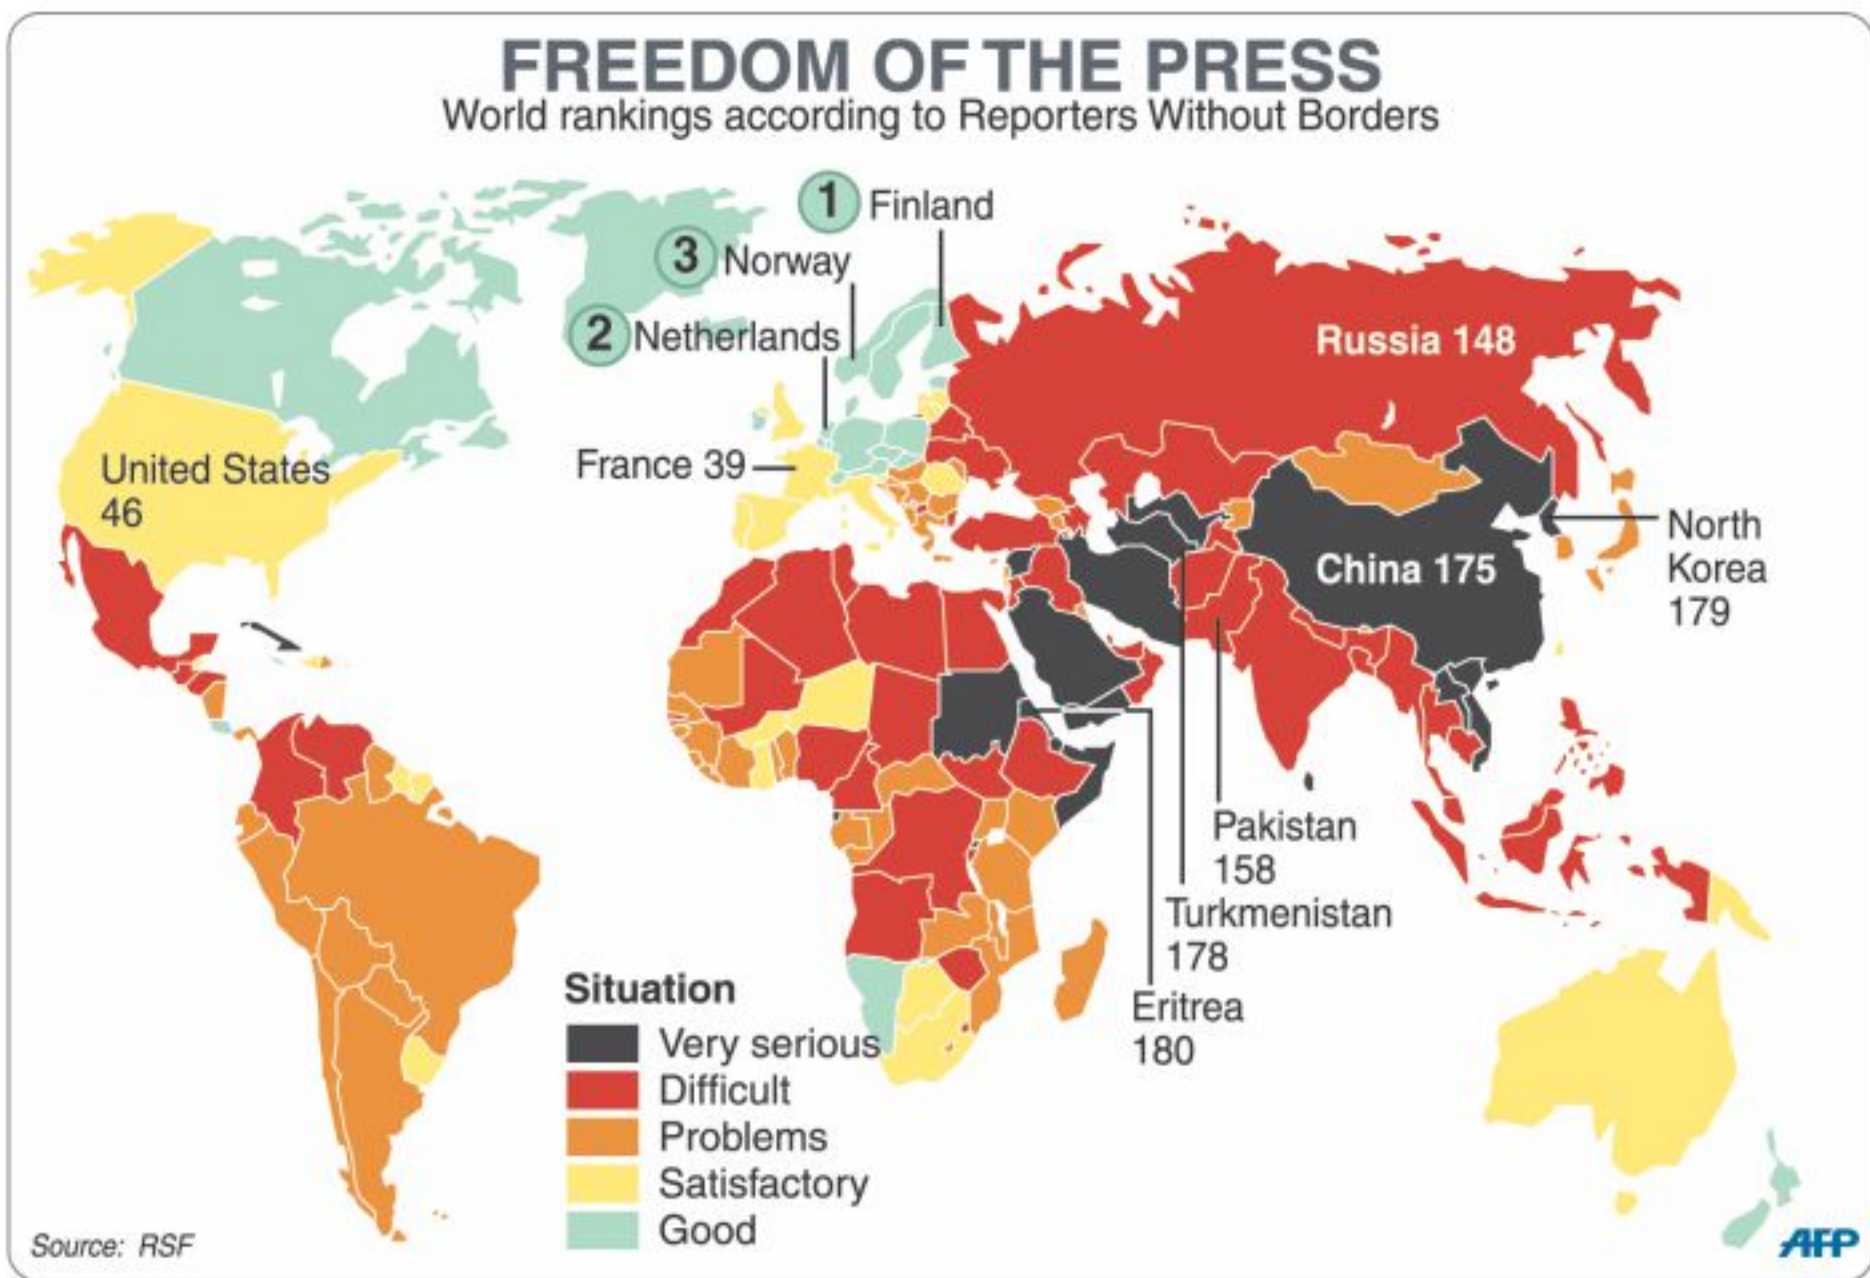 FREEDOM OF THE PRESS
World rankings according to Reporters Without Borders
1 Finland
3 Norway
2 Netherlands
Russia 148
United States
46
France 39
North
Korea
179
China 175
Pakistan
158
Turkmenistan
178
Eritrea
180
Situation
Very serious
Difficult
Problems
Satisfactory
Good
Source: RSF
AFP